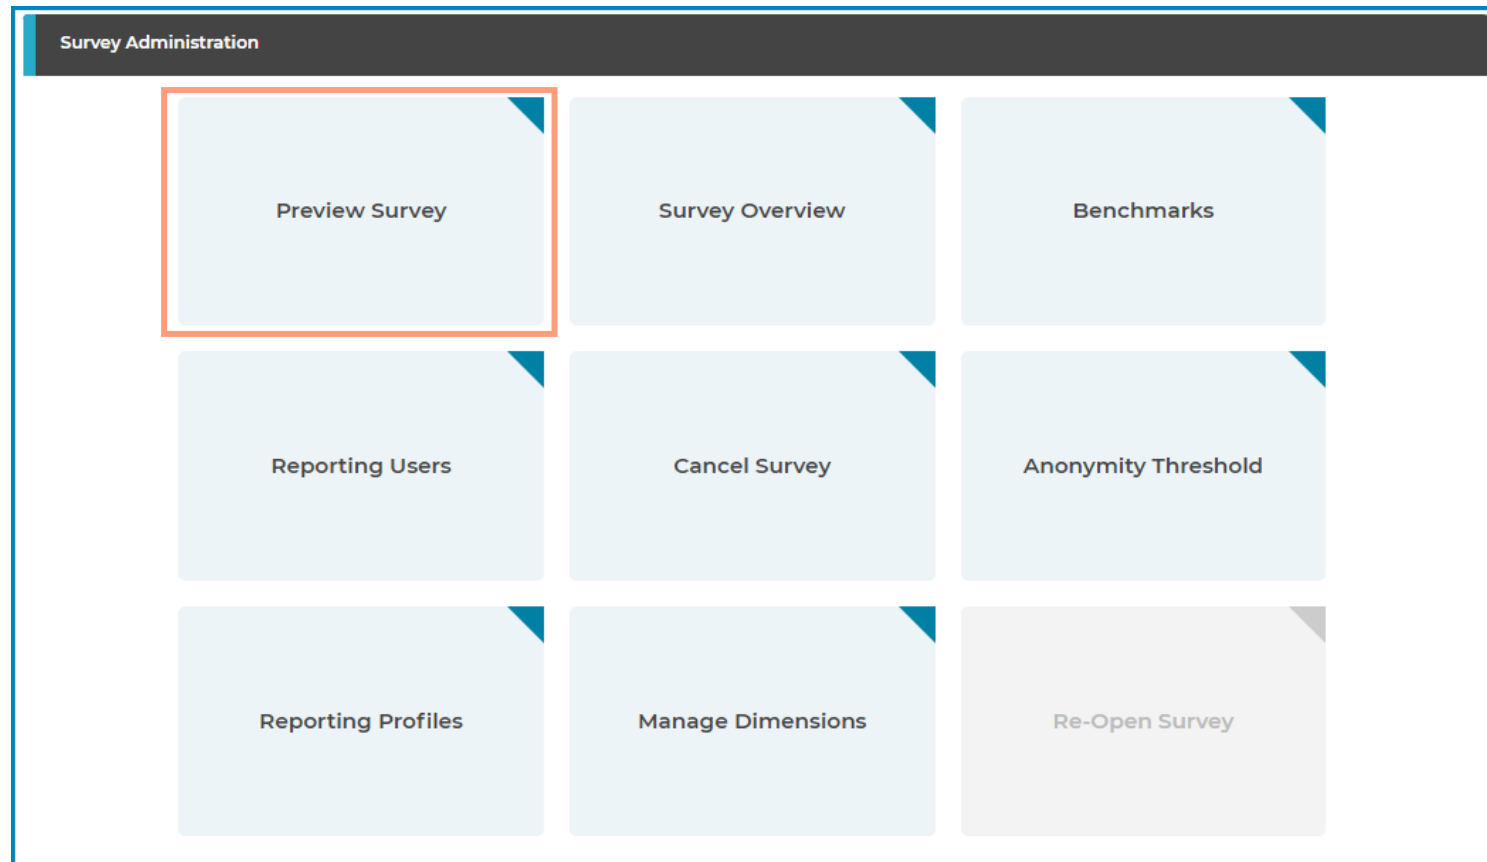 Survey Administration
Preview Survey
Survey Overview
Benchmarks
Reporting Users
Cancel Survey
Anonymity Threshold
Reporting Profiles
Manage Dimensions
Re-Open Survey